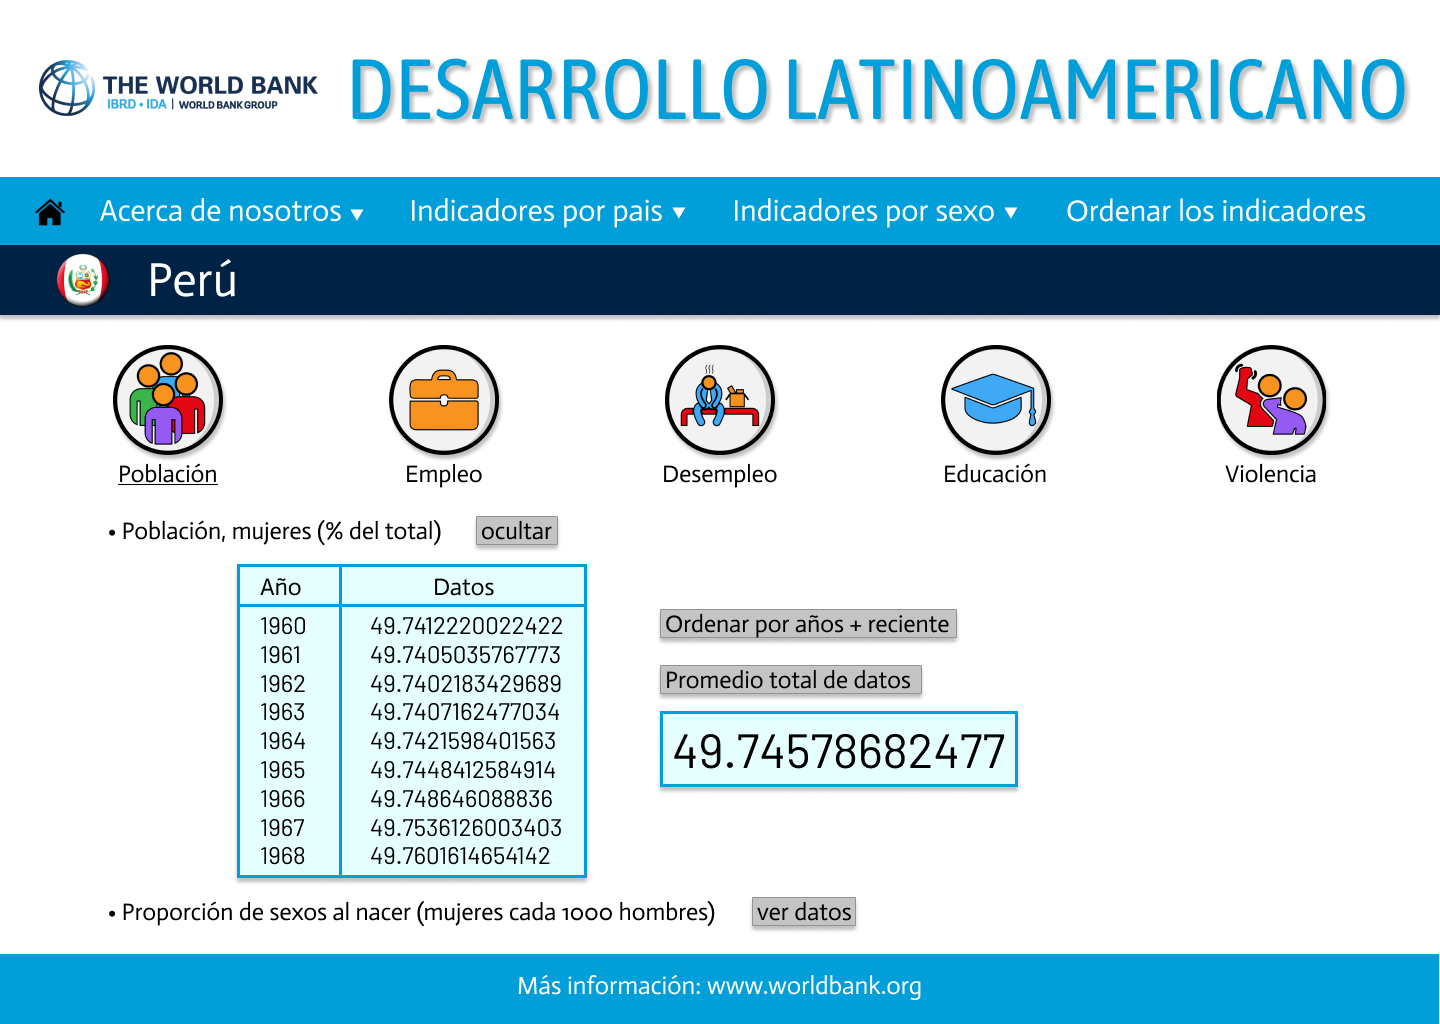 THE WORLD BANK
IBRD • IDA | WORLD BANK GROUP
DESARROLLO LATINOAMERICANO
Acerca de nosotros ▼ Indicadores por pais ▼ Indicadores por sexo ▼ Ordenar los indicadores
Perú
Población Empleo Desempleo Educación Violencia
• Población, mujeres (% del total) ocultar
Año Datos
1960 49.7412220022422
1961 49.7405035767773
1962 49.7402183429689
1963 49.7407162477034
1964 49.7421598401563
1965 49.7448412584914
1966 49.748646088836
1967 49.7536126003403
1968 49.7601614654142
Ordenar por años + reciente
Promedio total de datos
49.74578682477
• Proporción de sexos al nacer (mujeres cada 1000 hombres) ver datos
Más información: www.worldbank.org